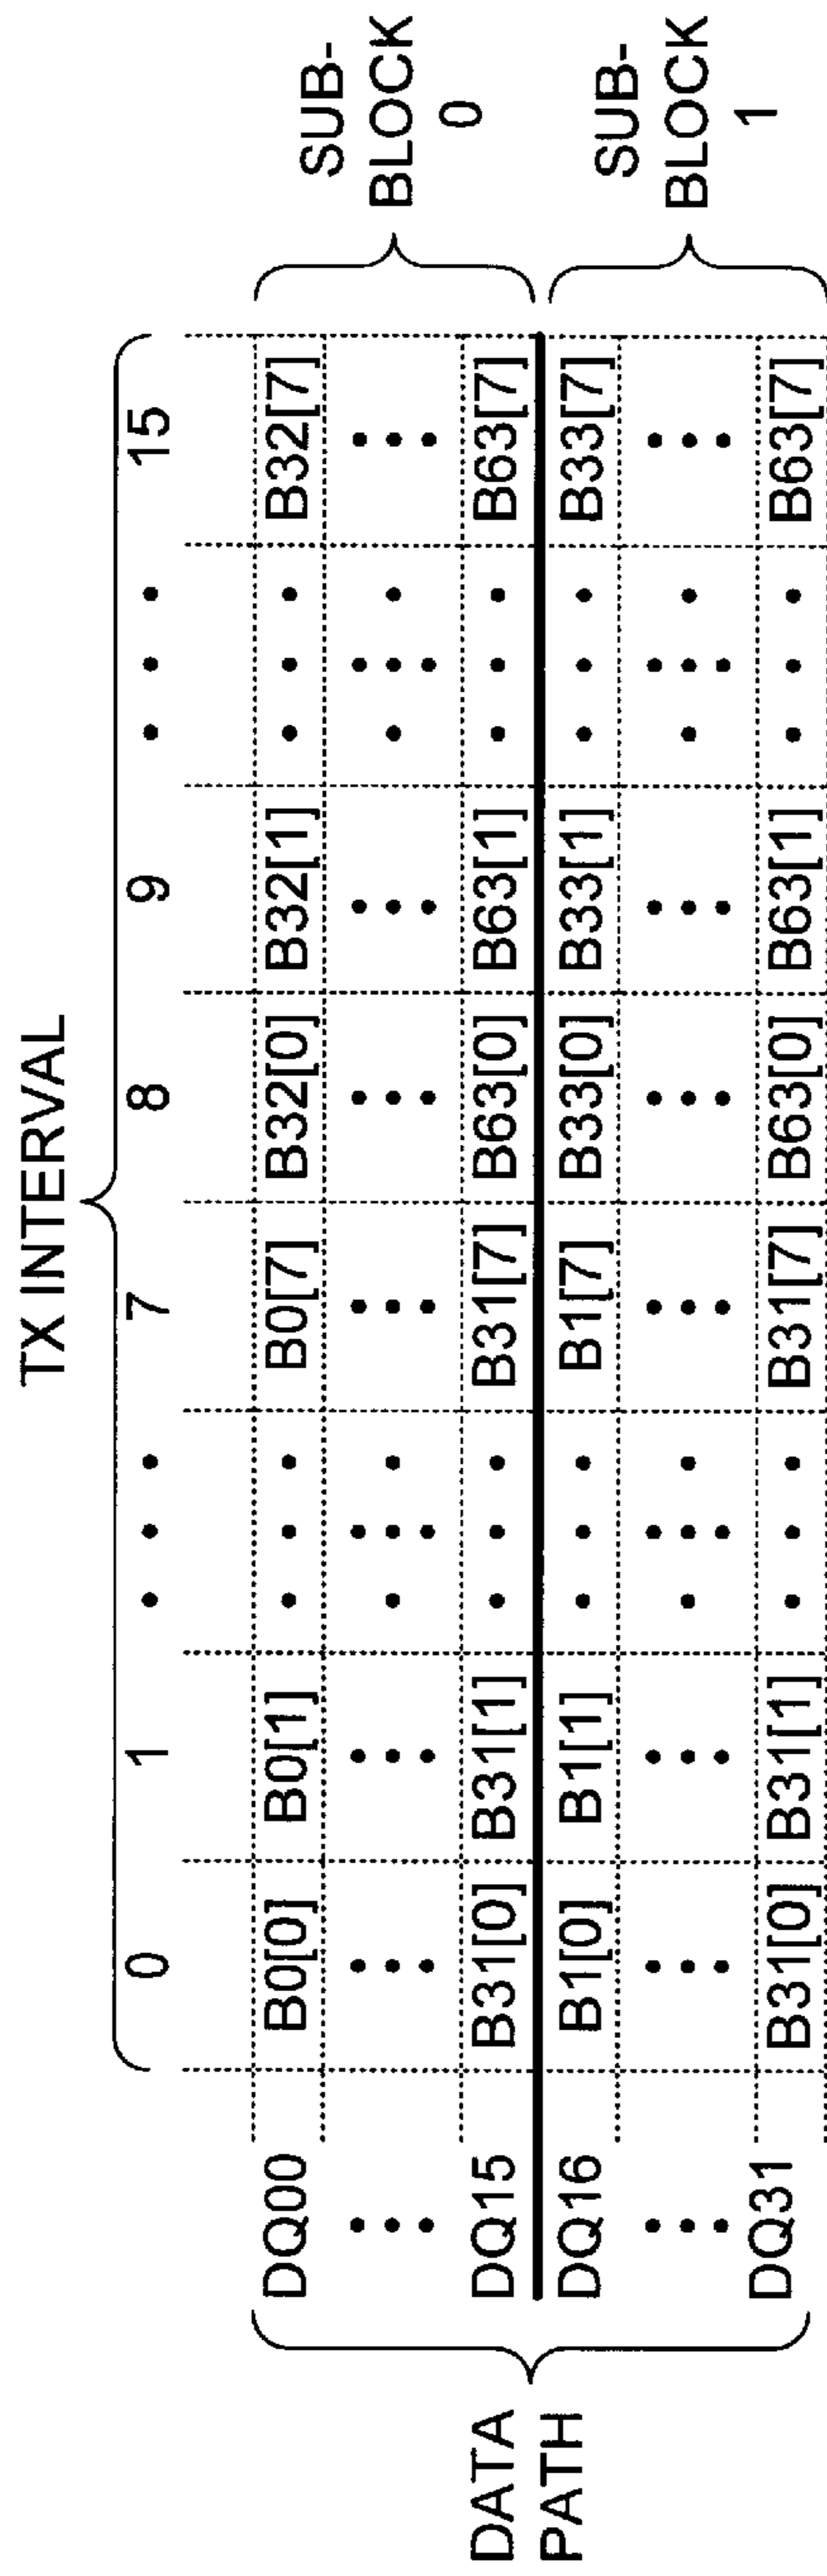 TX INTERVAL
0 1 • • • 7 8 9 • • • 15
DQ00 B0[0] B0[1] • • • B0[7] B32[0] B32[1] • • • B32[7]
SUB-
BLOCK
0
DQ15 B31[0] B31[1] • • • B31[7] B63[0] B63[1] • • • B63[7]
DQ16 B1[0] B1[1] • • • B1[7] B33[0] B33[1] • • • B33[7]
SUB-
BLOCK
1
DQ31 B31[0] B31[1] • • • B31[7] B63[0] B63[1] • • • B63[7]
DATA
PATH